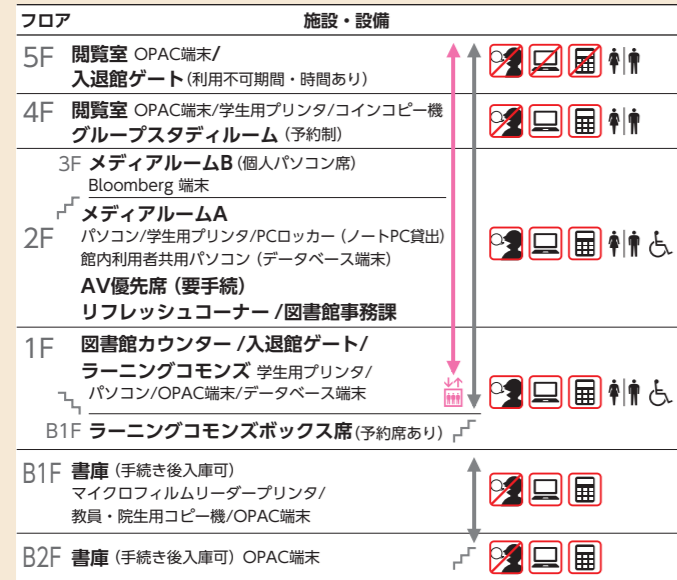 フロア 施設・設備
5F 閲覧室 OPAC端末/
入退館ゲート(利用不可期間・時間あり)
4F 閲覧室 OPAC端末/学生用プリンタ/コインコピー機
グループスタディルーム (予約制)
3F メディアルームB (個人パソコン席)
Bloomberg 端末
メディアルームA
2F パソコン/学生用プリンタ/PCロッカー (ノートPC貸出)
館内利用者共用パソコン (データベース端末)
AV優先席 (要手続)
リフレッシュコーナー /図書館事務課
1F 図書館カウンター /入退館ゲート/
ラーニングコモンズ 学生用プリンタ/
パソコン/OPAC端末/データベース端末
B1F ラーニングコモンズボックス席(予約席あり)
B1F 書庫 (手続き後入庫可)
マイクロフィルムリーダープリンタ/
教員・院生用コピー機/OPAC端末
B2F 書庫 (手続き後入庫可) OPAC端末